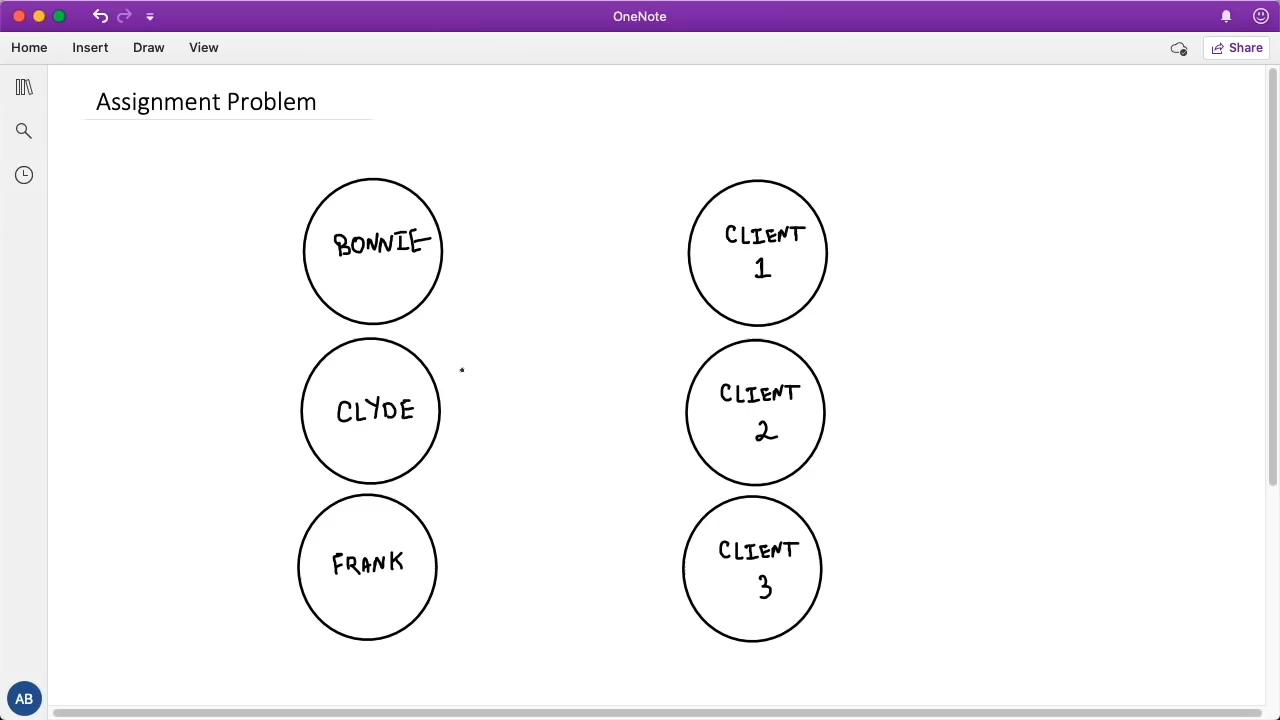 OneNote
Home Insert Draw View Share
Assignment Problem
BONNIE
CLIENT
1
CLYDE
CLIENT
2
FRANK
CLIENT
3
AB